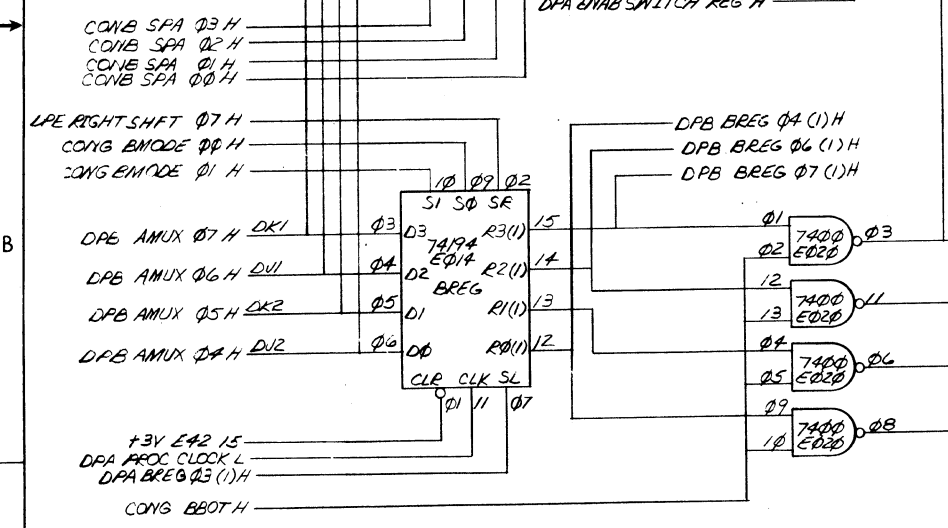 DPA ENAB SWITCH REG H
CONB SPA Ø3 H
CONB SPA Ø2 H
CONB SPA Ø1 H
CONB SPA ØØ H
RIGHT SHFT Ø7 H
CONG BMODE ØØ H
CONG BMODE Ø1 H
DPB BREG Ø4 (1) H
DPB BREG Ø6 (1) H
DPB BREG Ø7 (1) H
1Ø Ø9 Ø2
S1 SØ SR
B
DPB AMUX Ø7 H DK1 Ø3 D3 R3(1) 15
74194
EØ14
BREG
DPB AMUX Ø6 H DJ1 Ø4 D2 R2(1) 14
DPB AMUX Ø5 H DK2 Ø5 D1 R1(1) 13
DPB AMUX Ø4 H DJ2 Ø6 DØ RØ(1) 12
CLR CLK SL
Ø1 11 Ø7
Ø1 Ø2 74ØØ EØ2Ø Ø3
12 13 74ØØ EØ2Ø 11
Ø4 Ø5 74ØØ EØ2Ø Ø6
Ø9 1Ø 74ØØ EØ2Ø Ø8
+3V E42 15
DPA PROC CLOCK L
DPA BREG Ø3 (1) H
CONG BBOT H